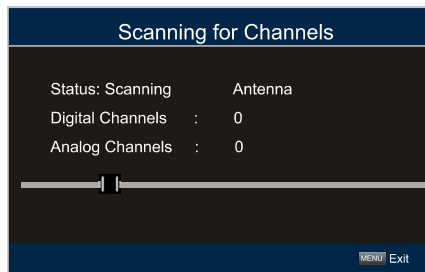 Scanning for Channels
Status: Scanning Antenna
Digital Channels : 0
Analog Channels : 0
MENU Exit